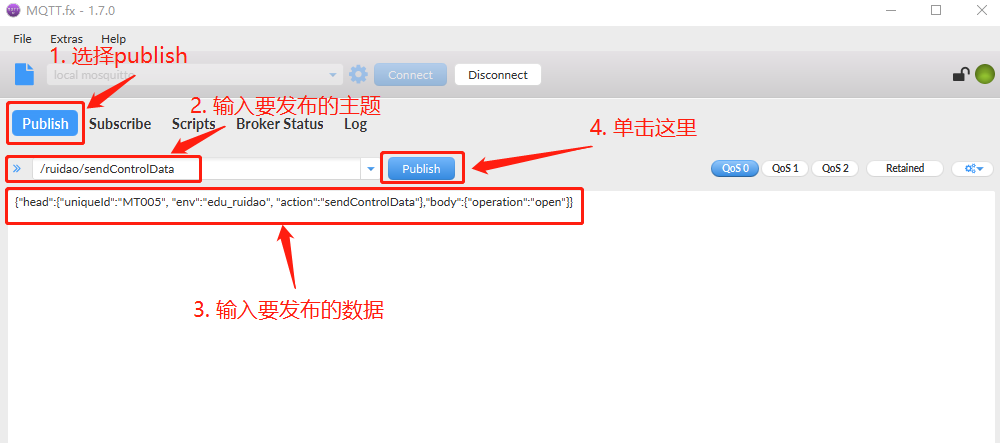 MQTT.fx - 1.7.0
File Extras Help
1. 选择publish
local mosquitto
Connect
Disconnect
2. 输入要发布的主题
Publish Subscribe Scripts Broker Status Log
4. 单击这里
/ruidao/sendControlData
Publish
QoS 0 QoS 1 QoS 2 Retained
{"head":{"uniqueId":"MT005", "env":"edu_ruidao", "action":"sendControlData"},"body":{"operation":"open"}}
3. 输入要发布的数据